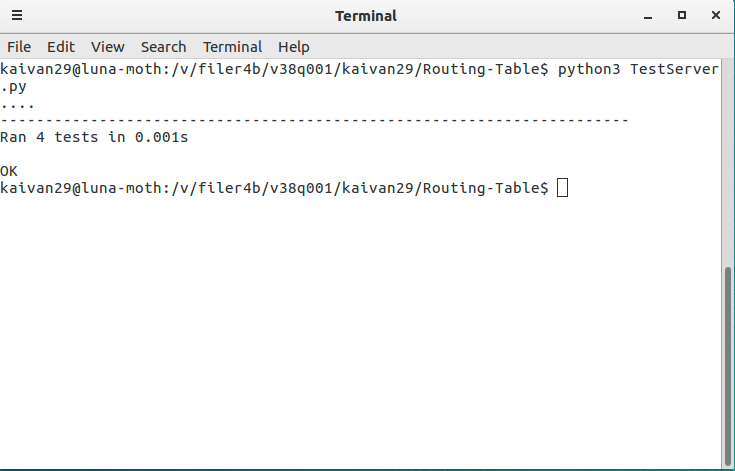 Terminal
File Edit View Search Terminal Help
kaivan29@luna-moth:/v/filer4b/v38q001/kaivan29/Routing-Table$ python3 TestServer
.py
....
----------------------------------------------------------------------
Ran 4 tests in 0.001s
OK
kaivan29@luna-moth:/v/filer4b/v38q001/kaivan29/Routing-Table$